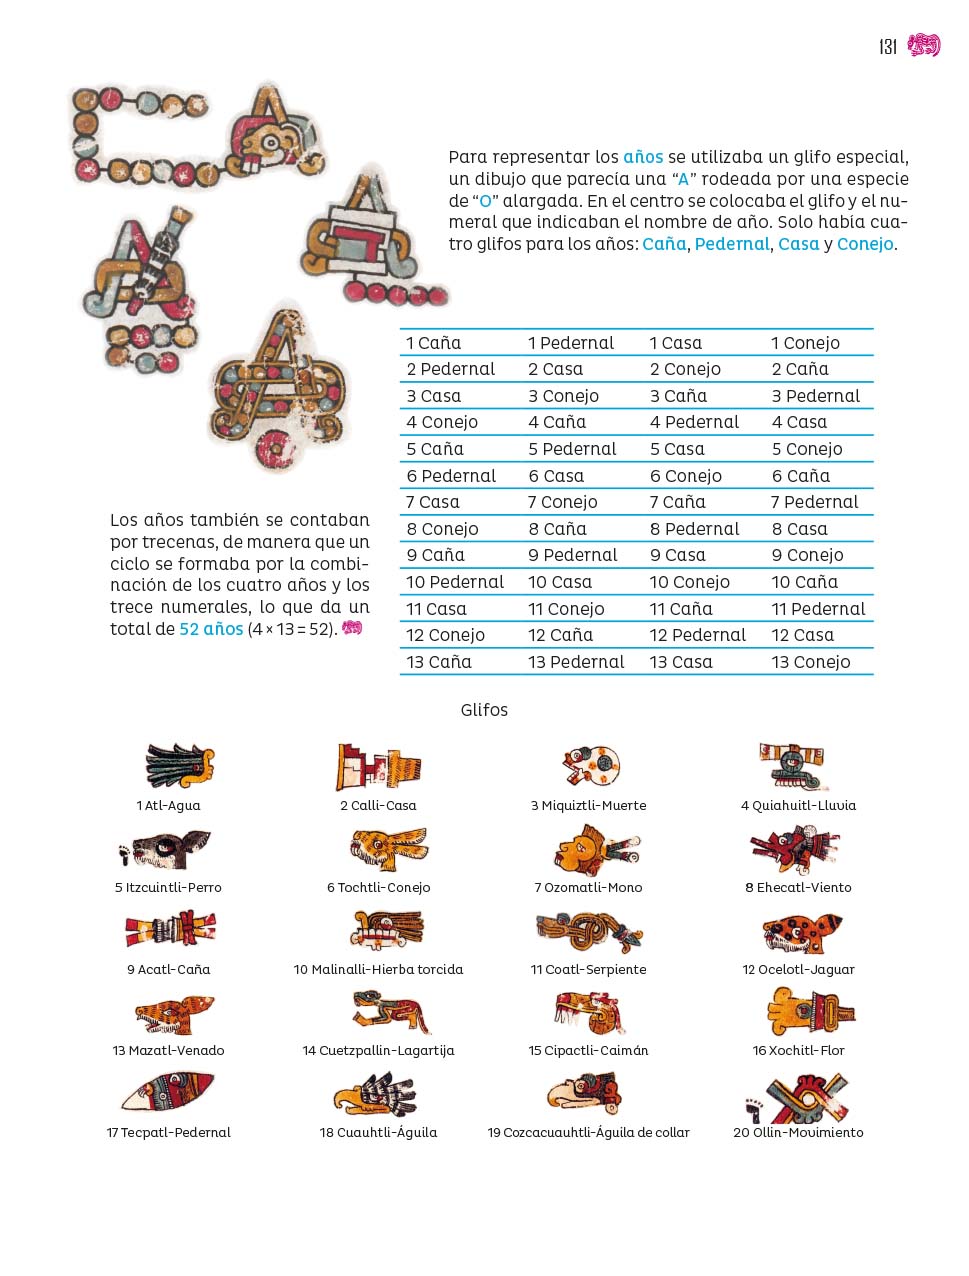 131
Para representar los años se utilizaba un glifo especial,
un dibujo que parecía una “A” rodeada por una especie
de “O” alargada. En el centro se colocaba el glifo y el nu-
meral que indicaban el nombre de año. Solo había cua-
tro glifos para los años: Caña, Pedernal, Casa y Conejo.
1 Caña 1 Pedernal 1 Casa 1 Conejo
2 Pedernal 2 Casa 2 Conejo 2 Caña
3 Casa 3 Conejo 3 Caña 3 Pedernal
4 Conejo 4 Caña 4 Pedernal 4 Casa
5 Caña 5 Pedernal 5 Casa 5 Conejo
6 Pedernal 6 Casa 6 Conejo 6 Caña
7 Casa 7 Conejo 7 Caña 7 Pedernal
8 Conejo 8 Caña 8 Pedernal 8 Casa
9 Caña 9 Pedernal 9 Casa 9 Conejo
10 Pedernal 10 Casa 10 Conejo 10 Caña
11 Casa 11 Conejo 11 Caña 11 Pedernal
12 Conejo 12 Caña 12 Pedernal 12 Casa
13 Caña 13 Pedernal 13 Casa 13 Conejo
Los años también se contaban
por trecenas, de manera que un
ciclo se formaba por la combi-
nación de los cuatro años y los
trece numerales, lo que da un
total de 52 años (4 × 13 = 52).
Glifos
1 Atl-Agua 2 Calli-Casa 3 Miquiztli-Muerte 4 Quiahuitl-Lluvia
5 Itzcuintli-Perro 6 Tochtli-Conejo 7 Ozomatli-Mono 8 Ehecatl-Viento
9 Acatl-Caña 10 Malinalli-Hierba torcida 11 Coatl-Serpiente 12 Ocelotl-Jaguar
13 Mazatl-Venado 14 Cuetzpallin-Lagartija 15 Cipactli-Caimán 16 Xochitl-Flor
17 Tecpatl-Pedernal 18 Cuauhtli-Águila 19 Cozcacuauhtli-Águila de collar 20 Ollin-Movimiento